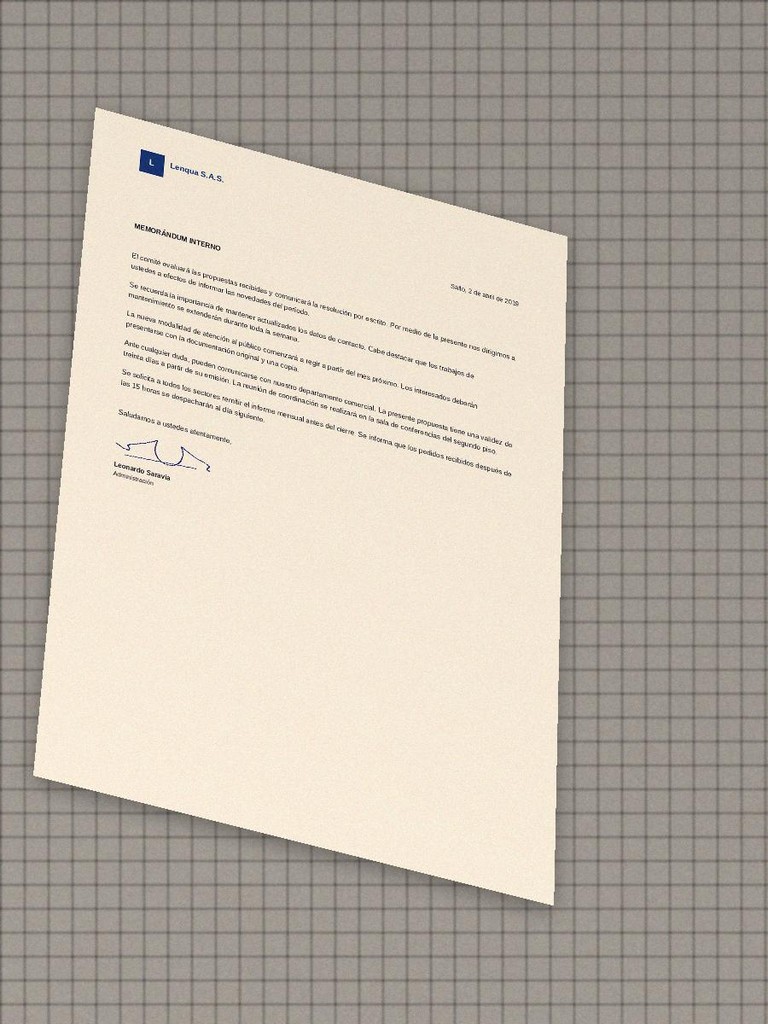 L
Lenqua S.A.S.
MEMORÁNDUM INTERNO
Salto, 2 de abril de 2019
El comité evaluará las propuestas recibidas y comunicará la resolución por escrito. Por medio de la presente nos dirigimos a
ustedes a efectos de informar las novedades del período.
Se recuerda la importancia de mantener actualizados los datos de contacto. Cabe destacar que los trabajos de
mantenimiento se extenderán durante toda la semana.
La nueva modalidad de atención al público comenzará a regir a partir del mes próximo. Los interesados deberán
presentarse con la documentación original y una copia.
Ante cualquier duda, pueden comunicarse con nuestro departamento comercial. La presente propuesta tiene una validez de
treinta días a partir de su emisión. La reunión de coordinación se realizará en la sala de conferencias del segundo piso.
Se solicita a todos los sectores remitir el informe mensual antes del cierre. Se informa que los pedidos recibidos después de
las 15 horas se despacharán al día siguiente.
Saludamos a ustedes atentamente,
Leonardo Saravia
Administración